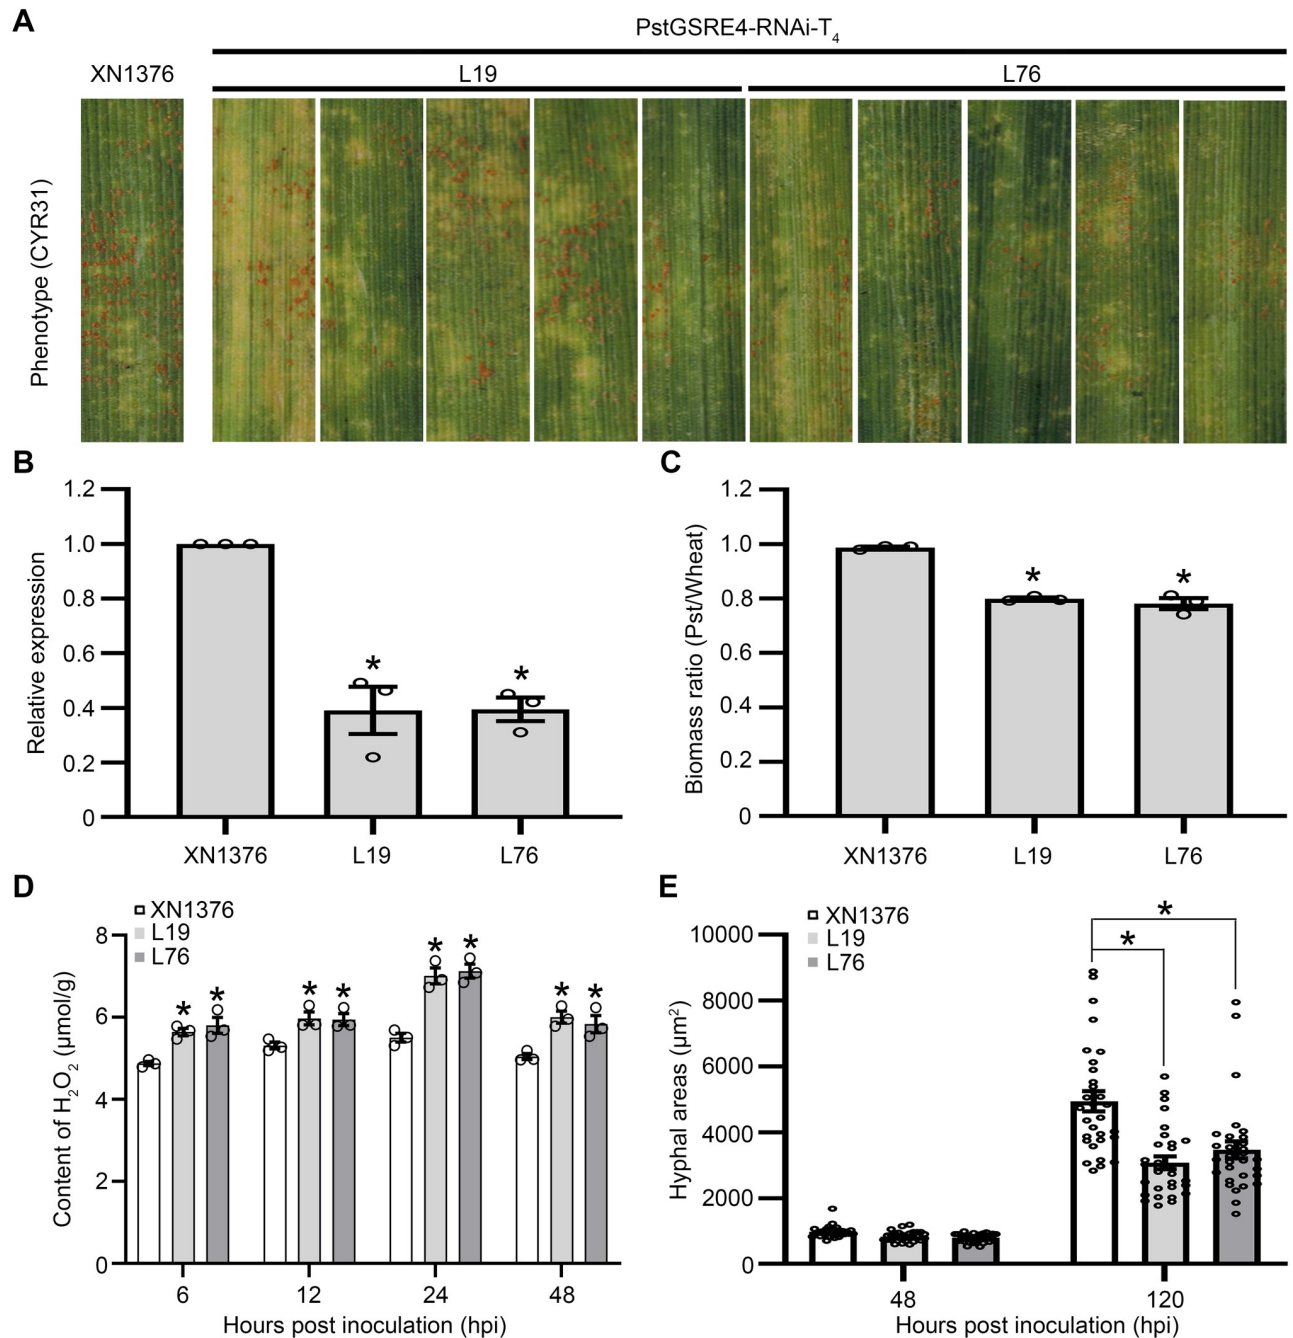 A
PstGSRE4-RNAi-T4
XN1376
L19
L76
Phenotype (CYR31)
B
1.2
1.0
0.8
0.6
0.4
0.2
0
Relative expression
*
*
XN1376
L19
L76
C
1.2
1.0
0.8
0.6
0.4
0.2
0
Biomass ratio (Pst/Wheat)
*
*
XN1376
L19
L76
D
XN1376
L19
L76
8
6
4
2
0
Content of H2O2 (μmol/g)
* *
* *
* *
* *
6
12
24
48
Hours post inoculation (hpi)
E
XN1376
L19
L76
10000
8000
6000
4000
2000
0
Hyphal areas (μm²)
*
*
48
120
Hours post inoculation (hpi)